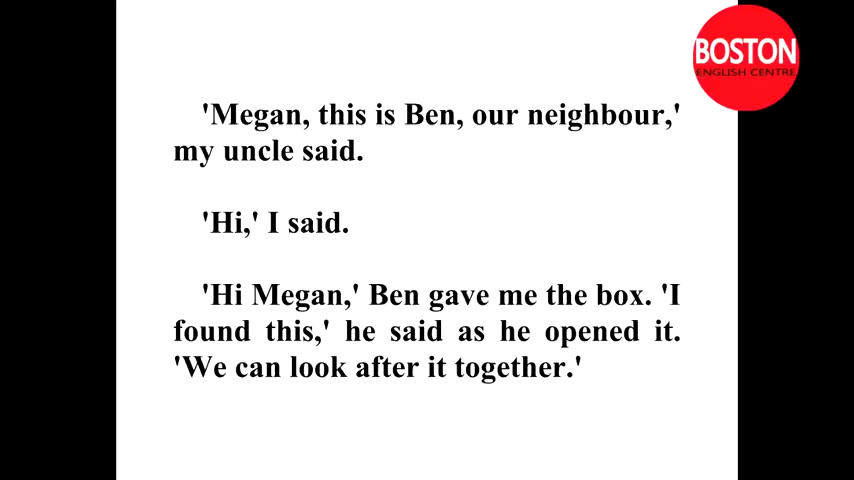 BOSTON
ENGLISH CENTRE
'Megan, this is Ben, our neighbour,'
my uncle said.
'Hi,' I said.
'Hi Megan,' Ben gave me the box. 'I
found this,' he said as he opened it.
'We can look after it together.'